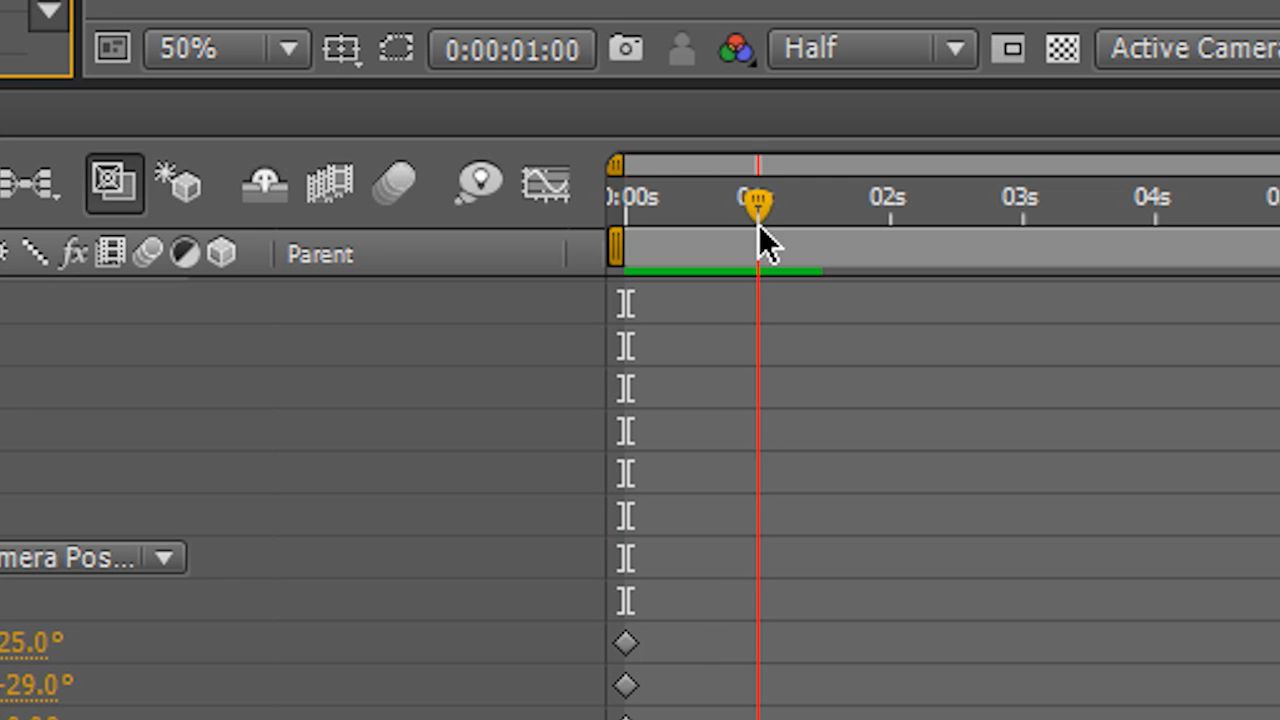 50% 0:00:01:00 Half Active Camera
0:00s 02s 03s 04s
fx Parent
mera Pos...
25.0°
-29.0°